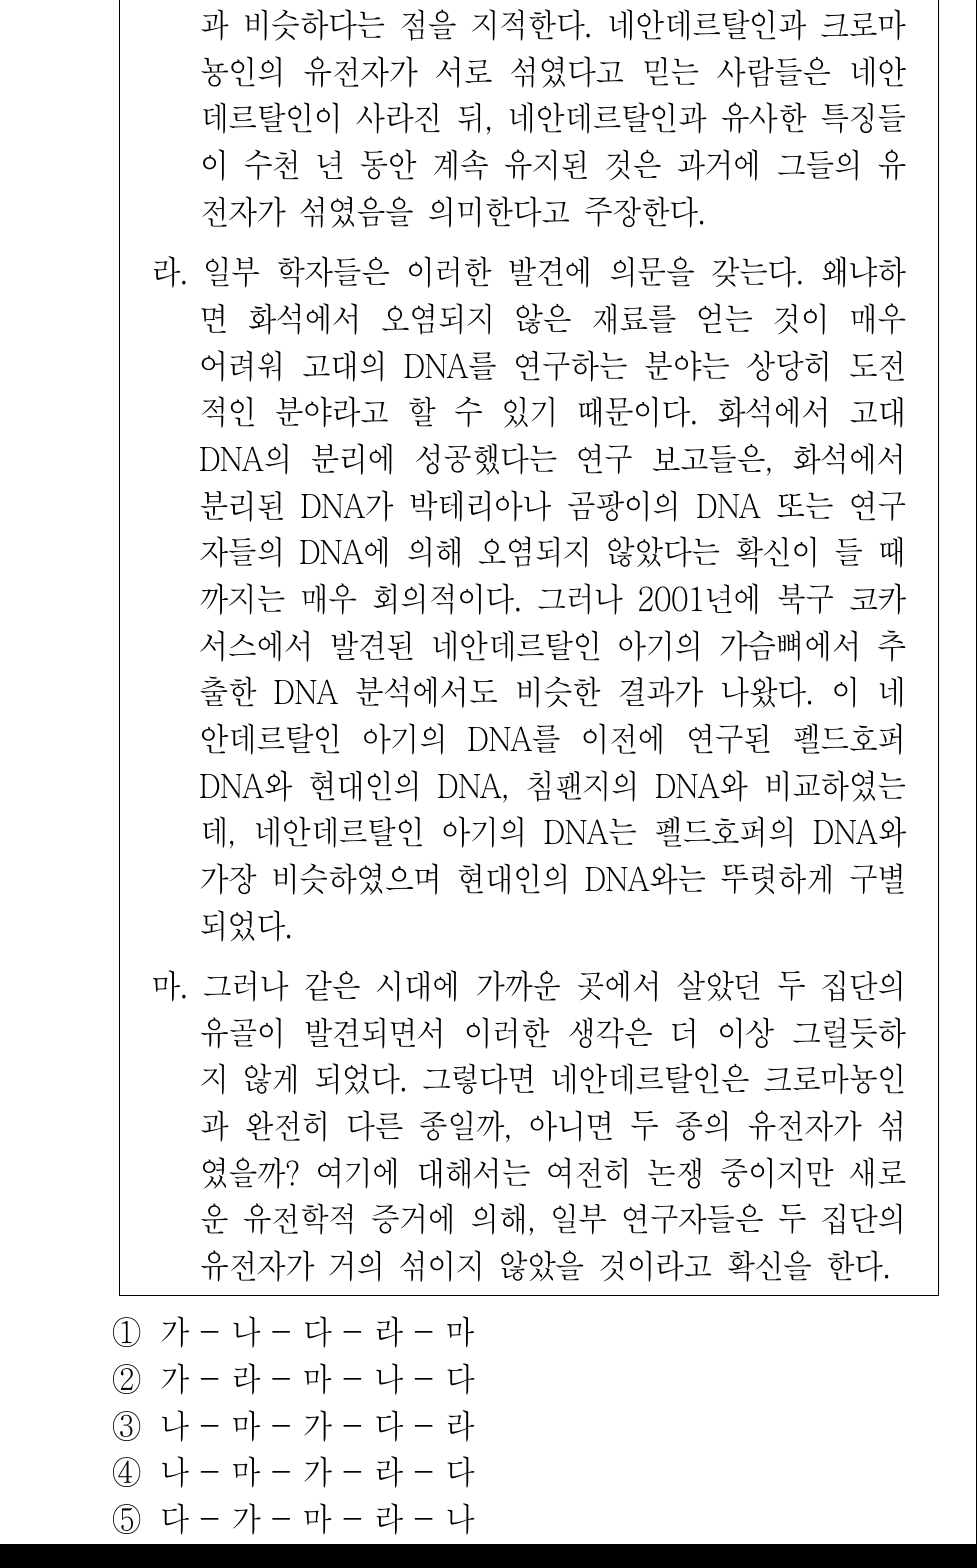 과 비슷하다는 점을 지적한다. 네안데르탈인과 크로마
뇽인의 유전자가 서로 섞였다고 믿는 사람들은 네안
데르탈인이 사라진 뒤, 네안데르탈인과 유사한 특징들
이 수천 년 동안 계속 유지된 것은 과거에 그들의 유
전자가 섞였음을 의미한다고 주장한다.
라. 일부 학자들은 이러한 발견에 의문을 갖는다. 왜냐하
면 화석에서 오염되지 않은 재료를 얻는 것이 매우
어려워 고대의 DNA를 연구하는 분야는 상당히 도전
적인 분야라고 할 수 있기 때문이다. 화석에서 고대
DNA의 분리에 성공했다는 연구 보고들은, 화석에서
분리된 DNA가 박테리아나 곰팡이의 DNA 또는 연구
자들의 DNA에 의해 오염되지 않았다는 확신이 들 때
까지는 매우 회의적이다. 그러나 2001년에 북구 코카
서스에서 발견된 네안데르탈인 아기의 가슴뼈에서 추
출한 DNA 분석에서도 비슷한 결과가 나왔다. 이 네
안데르탈인 아기의 DNA를 이전에 연구된 펠드호퍼
DNA와 현대인의 DNA, 침팬지의 DNA와 비교하였는
데, 네안데르탈인 아기의 DNA는 펠드호퍼의 DNA와
가장 비슷하였으며 현대인의 DNA와는 뚜렷하게 구별
되었다.
마. 그러나 같은 시대에 가까운 곳에서 살았던 두 집단의
유골이 발견되면서 이러한 생각은 더 이상 그럴듯하
지 않게 되었다. 그렇다면 네안데르탈인은 크로마뇽인
과 완전히 다른 종일까, 아니면 두 종의 유전자가 섞
였을까? 여기에 대해서는 여전히 논쟁 중이지만 새로
운 유전학적 증거에 의해, 일부 연구자들은 두 집단의
유전자가 거의 섞이지 않았을 것이라고 확신을 한다.
① 가 - 나 - 다 - 라 - 마
② 가 - 라 - 마 - 나 - 다
③ 나 - 마 - 가 - 다 - 라
④ 나 - 마 - 가 - 라 - 다
⑤ 다 - 가 - 마 - 라 - 나